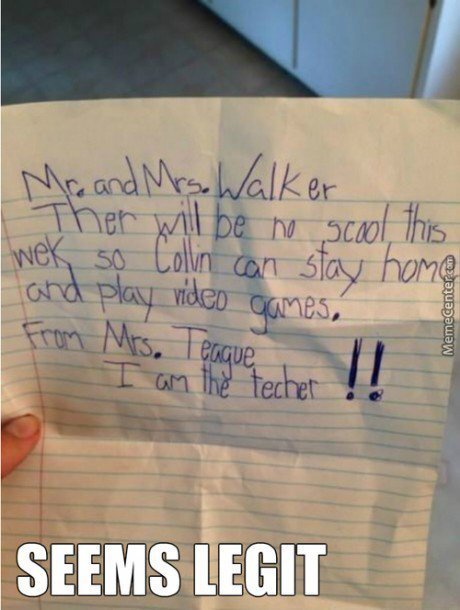 Mr. and Mrs. Walker
Ther will be no scool this
wek so Collin can stay home
and play video games.
From Mrs. Teague
I am the techer !!
MemeCenter.com
SEEMS LEGIT